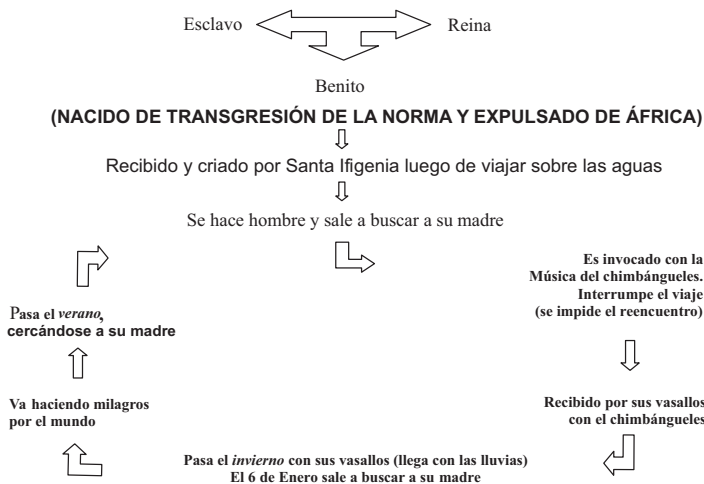 Esclavo
Reina
Benito
(NACIDO DE TRANSGRESIÓN DE LA NORMA Y EXPULSADO DE ÁFRICA)
Recibido y criado por Santa Ifigenia luego de viajar sobre las aguas
Se hace hombre y sale a buscar a su madre
Es invocado con la
Música del chimbángueles.
Interrumpe el viaje
(se impide el reencuentro)
Recibido por sus vasallos
con el chimbángueles
Pasa el invierno con sus vasallos (llega con las lluvias)
El 6 de Enero sale a buscar a su madre
Va haciendo milagros
por el mundo
Pasa el verano,
cercándose a su madre